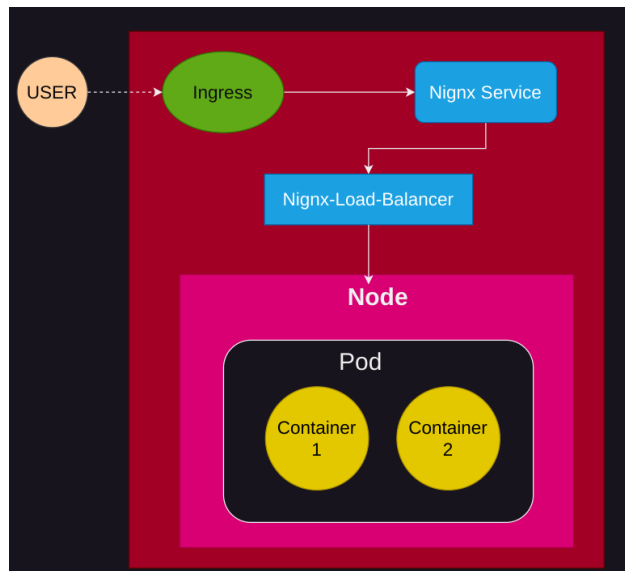 USER
Ingress
Nignx Service
Nignx-Load-Balancer
Node
Pod
Container
1
Container
2